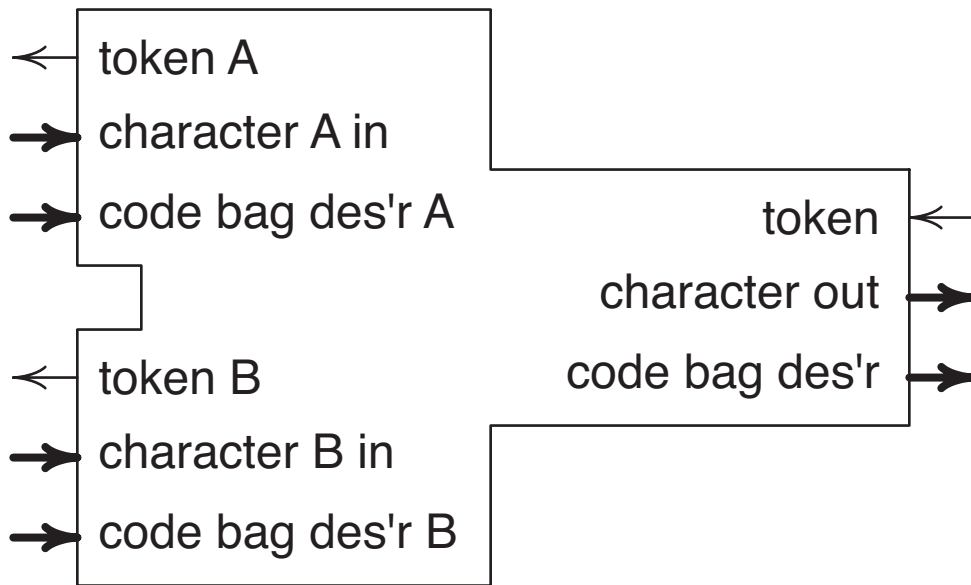 token A
character A in
code bag des'r A
token B
character B in
code bag des'r B
token
character out
code bag des'r